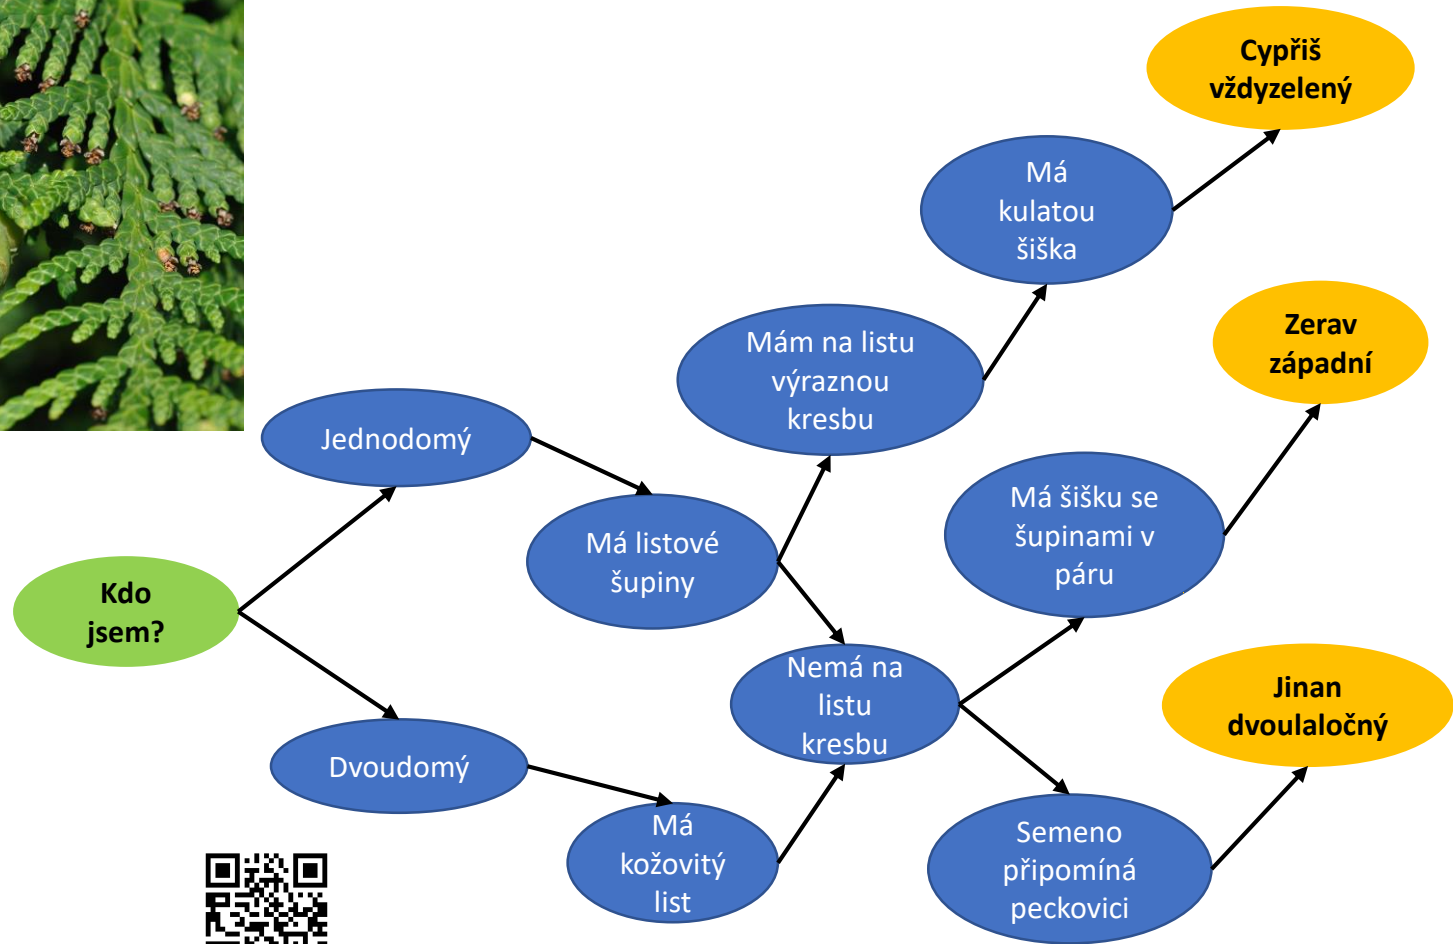 Cypřiš
vždyzelený
Má
kulatou
šiška
Zerav
západní
Mám na listu
výraznou
kresbu
Jednodomý
Má šišku se
šupinami v
páru
Má listové
šupiny
Kdo
jsem?
Nemá na
listu
kresbu
Jinan
dvoulaločný
Dvoudomý
Má
kožovitý
list
Semeno
připomíná
peckovici